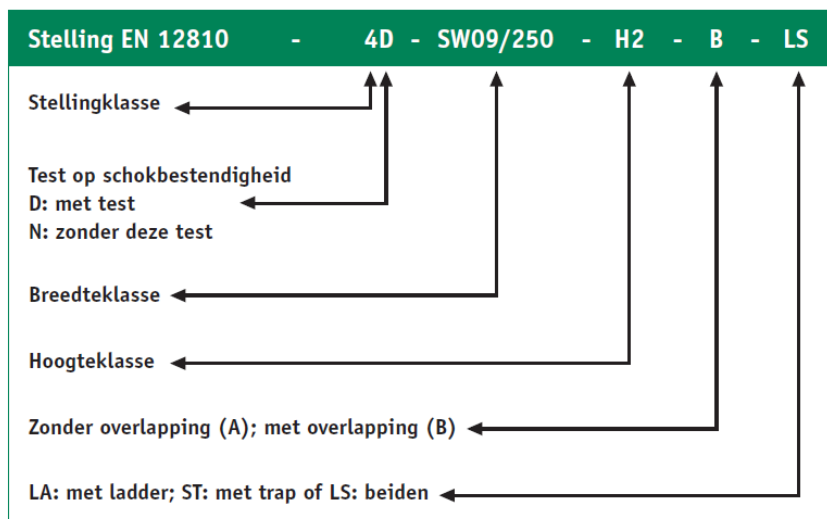 Stelling EN 12810 - 4D - SW09/250 - H2 - B - LS
Stellingklasse
Test op schokbestendigheid
D: met test
N: zonder deze test
Breedteklasse
Hoogteklasse
Zonder overlapping (A); met overlapping (B)
LA: met ladder; ST: met trap of LS: beiden